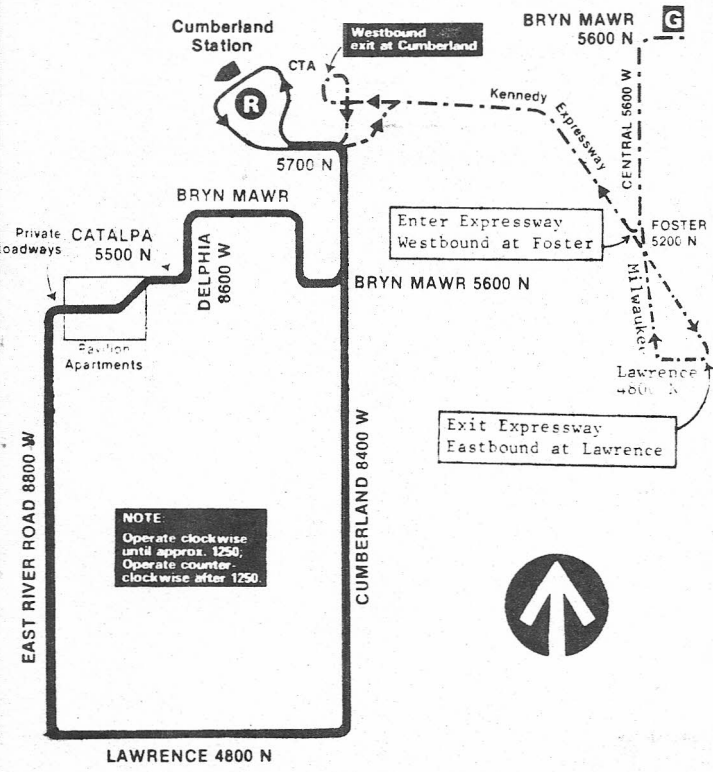 Cumberland
Station
Westbound
exit at Cumberland
BRYN MAWR
5600 N
G
CTA
R
Kennedy
Expressway
CENTRAL 5600 W
5700 N
BRYN MAWR
Enter Expressway
Westbound at Foster
FOSTER
5200 N
Private
oadways
CATALPA
5500 N
DELPHIA
8600 W
BRYN MAWR 5600 N
Milwaukee
Pavilion
Apartments
Lawrence
4800 N
Exit Expressway
Eastbound at Lawrence
EAST RIVER ROAD 8800 W
CUMBERLAND 8400 W
NOTE:
Operate clockwise
until approx. 1250;
Operate counter-
clockwise after 1250.
LAWRENCE 4800 N